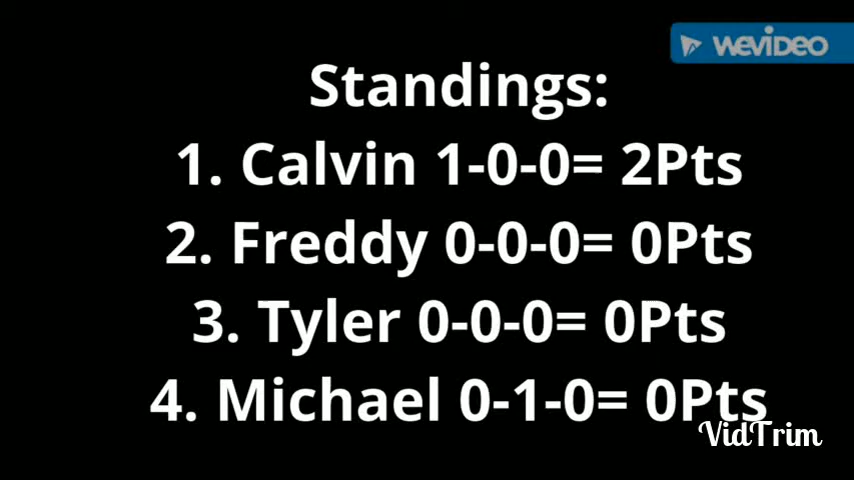 WeVIDEO
Standings:
1. Calvin 1-0-0= 2Pts
2. Freddy 0-0-0= 0Pts
3. Tyler 0-0-0= 0Pts
4. Michael 0-1-0= 0Pts
VidTrim